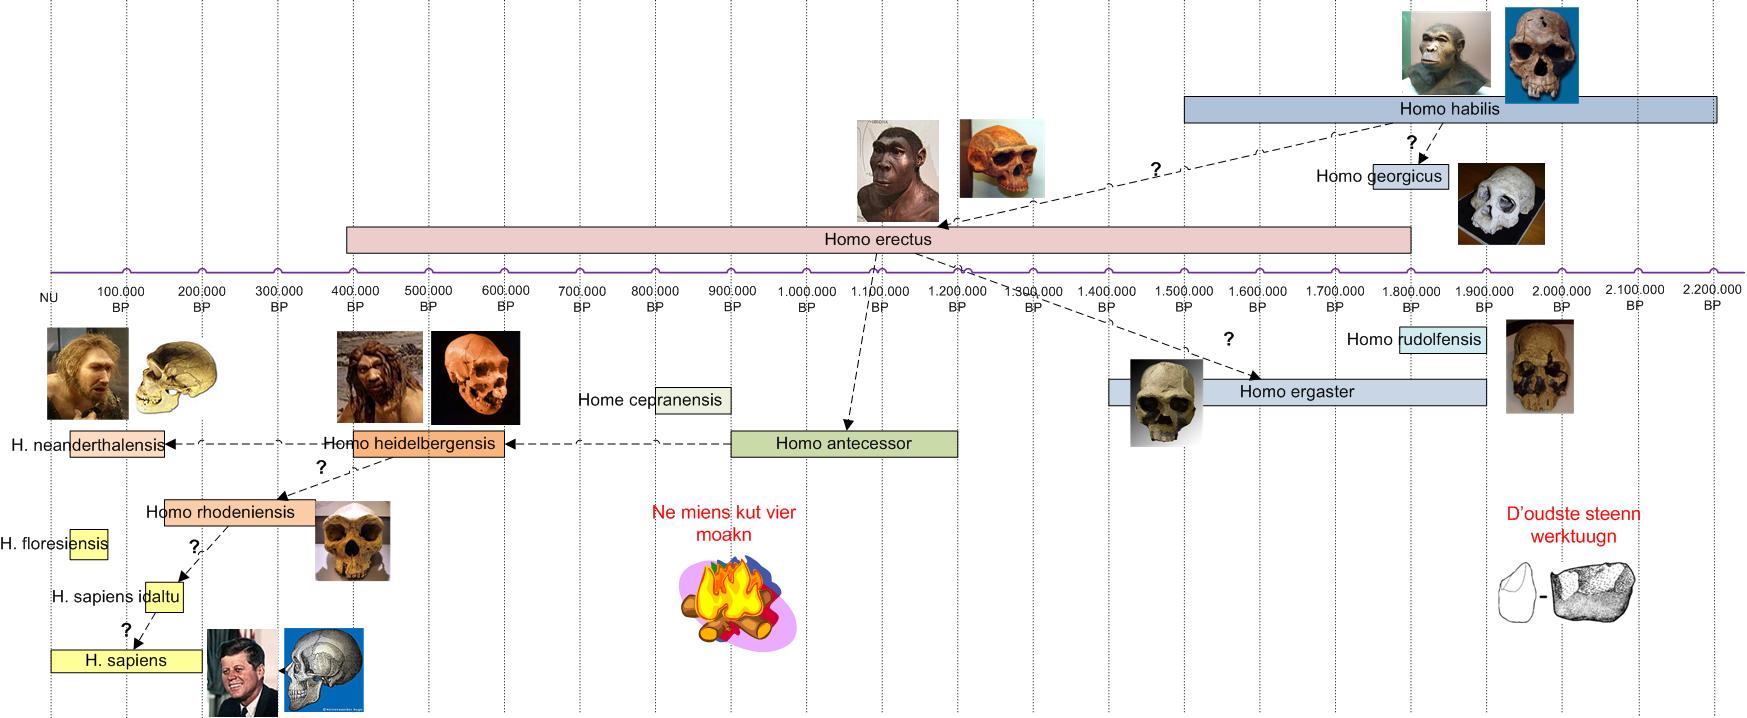 Homo habilis
?
Homo georgicus
?
Homo erectus
NU
100.000 BP
200.000 BP
300.000 BP
400.000 BP
500.000 BP
600.000 BP
700.000 BP
800.000 BP
900.000 BP
1.000.000 BP
1.100.000 BP
1.200.000 BP
1.300.000 BP
1.400.000 BP
1.500.000 BP
1.600.000 BP
1.700.000 BP
1.800.000 BP
1.900.000 BP
2.000.000 BP
2.100.000 BP
2.200.000 BP
?
Homo rudolfensis
Home cepranensis
Homo ergaster
H. neanderthalensis
Homo heidelbergensis
Homo antecessor
?
Homo rhodeniensis
H. floresiensis
?
H. sapiens idaltu
?
H. sapiens
Ne miens kut vier
moakn
D'oudste steenn
werktuugn